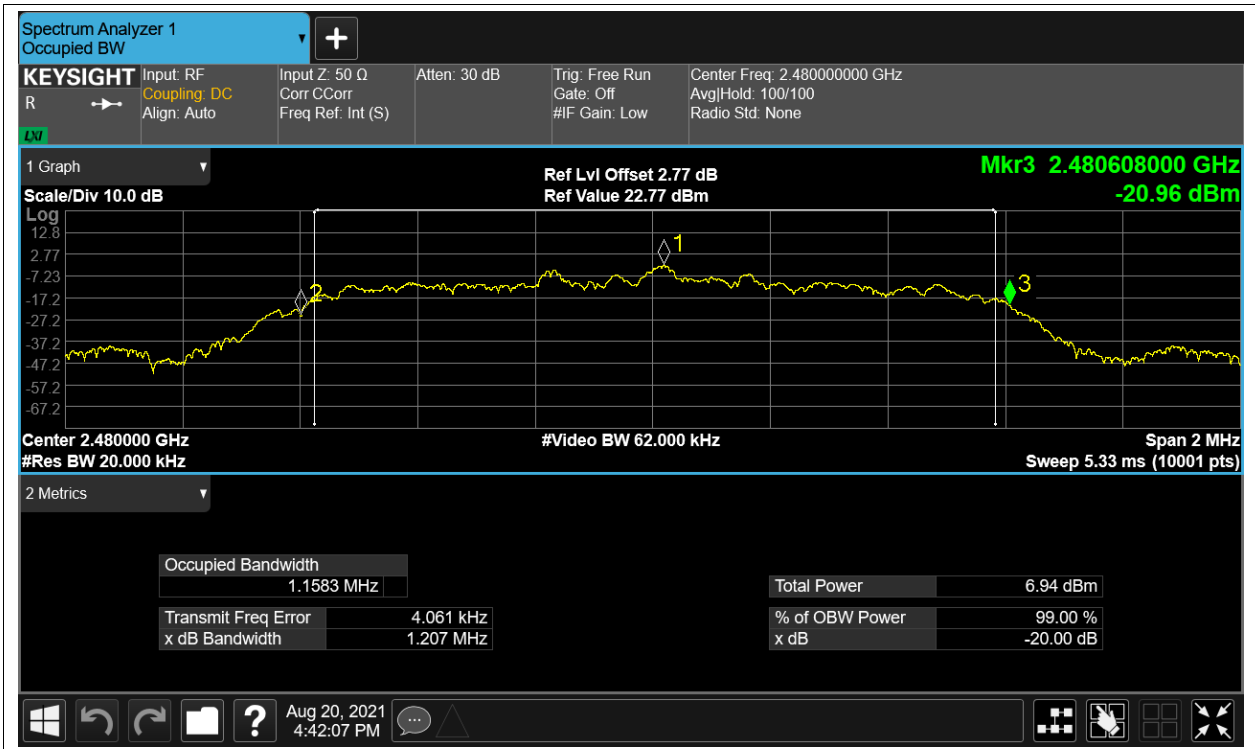 Spectrum Analyzer 1
Occupied BW
KEYSIGHT
R
LXI
Input: RF
Coupling: DC
Align: Auto
Input Z: 50 Ω
Corr CCorr
Freq Ref: Int (S)
Atten: 30 dB
Trig: Free Run
Gate: Off
#IF Gain: Low
Center Freq: 2.480000000 GHz
Avg|Hold: 100/100
Radio Std: None
1 Graph
Scale/Div 10.0 dB
Ref Lvl Offset 2.77 dB
Ref Value 22.77 dBm
Mkr3 2.480608000 GHz
-20.96 dBm
Log
12.8
2.77
-7.23
-17.2
-27.2
-37.2
-47.2
-57.2
-67.2
1
2
3
Center 2.480000 GHz
#Res BW 20.000 kHz
#Video BW 62.000 kHz
Span 2 MHz
Sweep 5.33 ms (10001 pts)
2 Metrics
Occupied Bandwidth
1.1583 MHz
Transmit Freq Error 4.061 kHz
x dB Bandwidth 1.207 MHz
Total Power 6.94 dBm
% of OBW Power 99.00 %
x dB -20.00 dB
?
Aug 20, 2021
4:42:07 PM